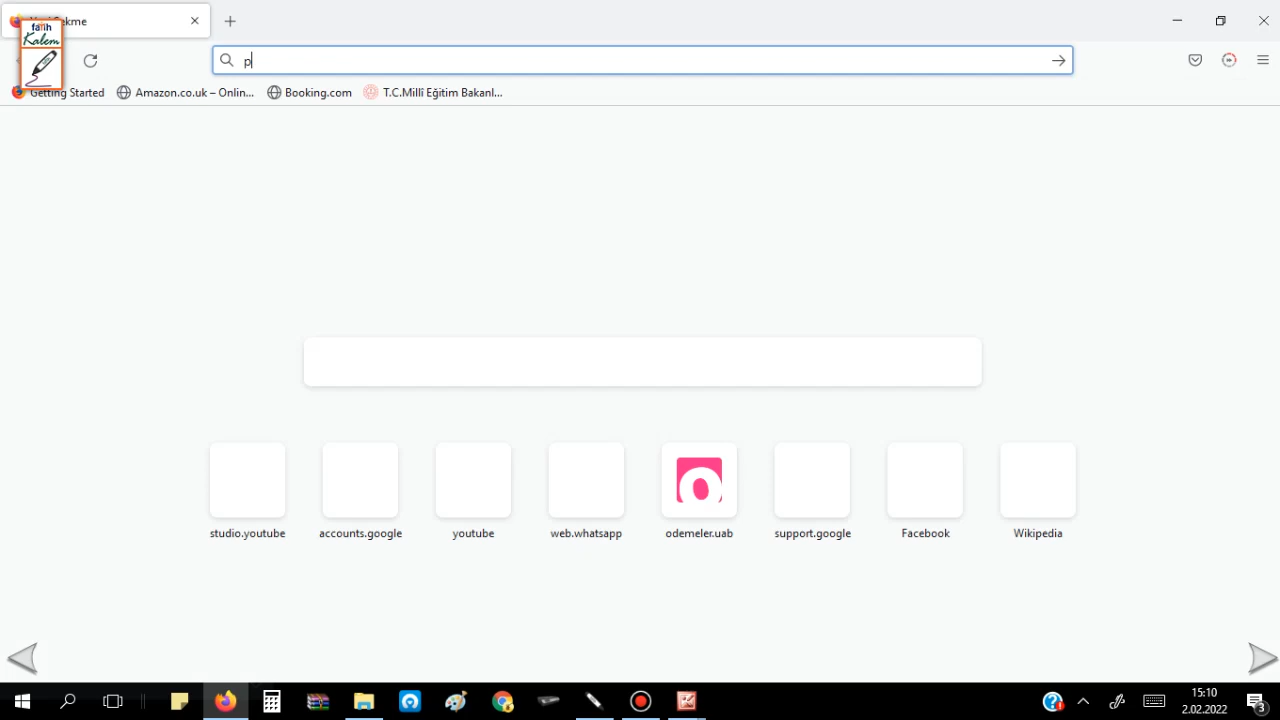 Sekme
fatih
Kalem
p
Getting Started
Amazon.co.uk – Onlin...
Booking.com
T.C.Millî Eğitim Bakanl...
studio.youtube
accounts.google
youtube
web.whatsapp
odemeler.uab
support.google
Facebook
Wikipedia
15:10
2.02.2022
3